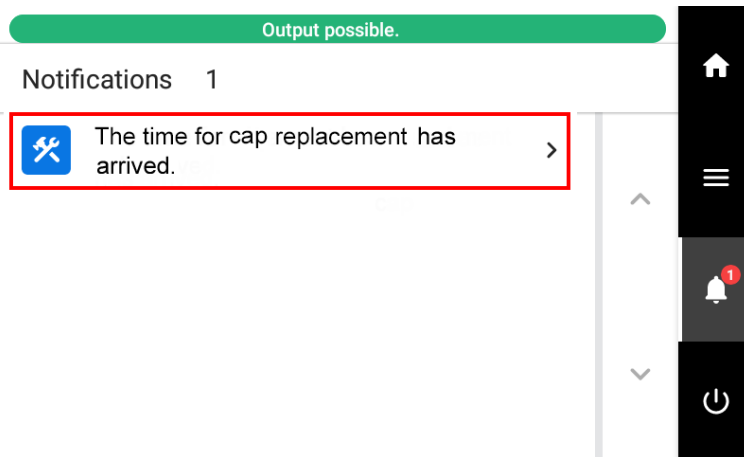 Output possible.
Notifications 1
The time for cap replacement has
arrived.
1